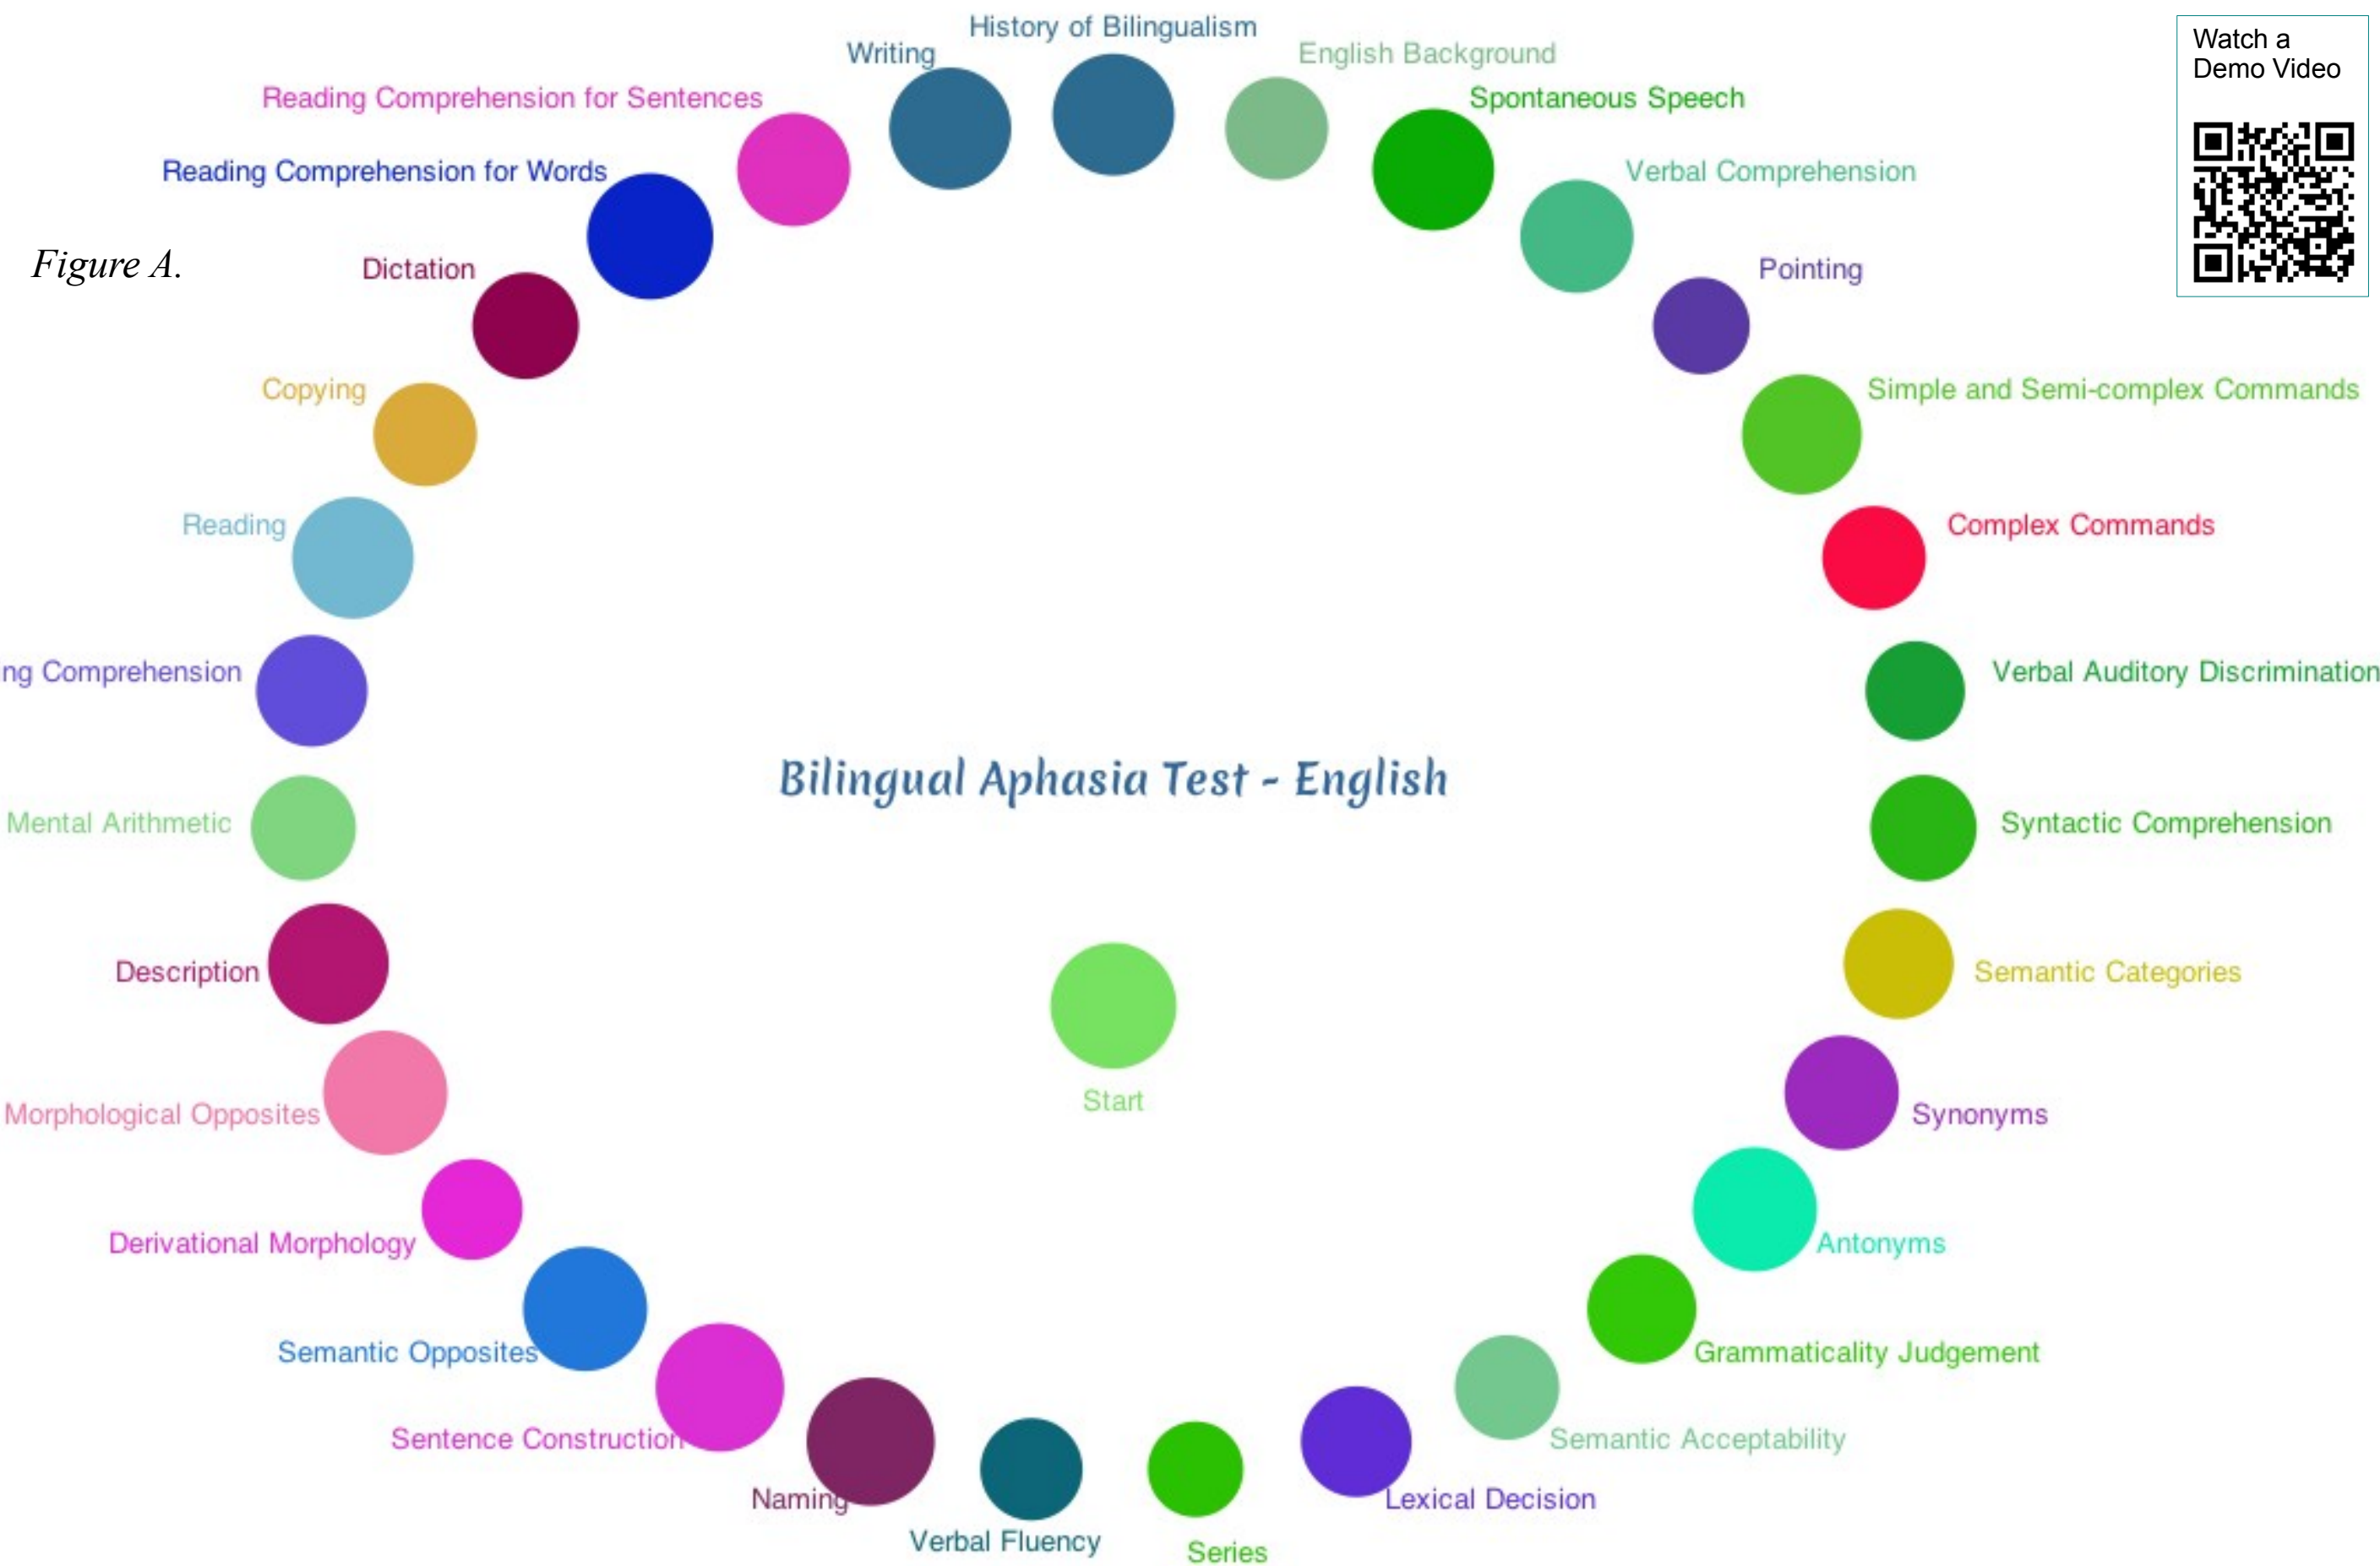 History of Bilingualism
English Background
Spontaneous Speech
Verbal Comprehension
Pointing
Simple and Semi-complex Commands
Complex Commands
Verbal Auditory Discrimination
Syntactic Comprehension
Semantic Categories
Synonyms
Antonyms
Grammaticality Judgement
Semantic Acceptability
Lexical Decision
Series
Verbal Fluency
Naming
Sentence Construction
Semantic Opposites
Derivational Morphology
Morphological Opposites
Description
Mental Arithmetic
ng Comprehension
Reading
Copying
Dictation
Reading Comprehension for Words
Reading Comprehension for Sentences
Writing
Figure A.
Bilingual Aphasia Test - English
Start
Watch a
Demo Video